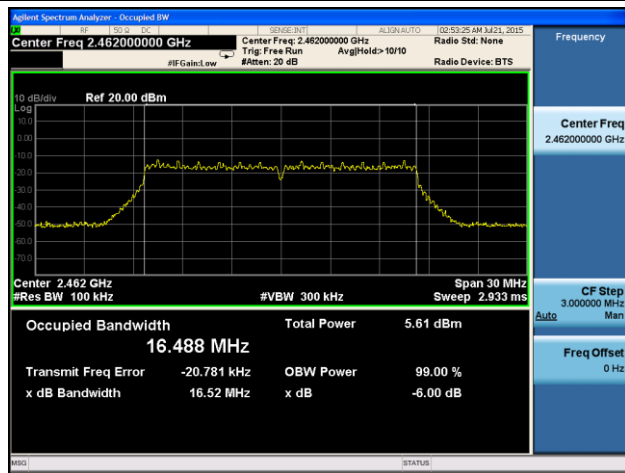 Agilent Spectrum Analyzer - Occupied BW
RF 50 Ω DC SENSE:INT ALIGN AUTO 02:53:25 AM Jul 21, 2015
Center Freq 2.462000000 GHz
Center Freq: 2.462000000 GHz
Radio Std: None
Trig: Free Run Avg|Hold:> 10/10
#IFGain:Low #Atten: 20 dB Radio Device: BTS
Frequency
10 dB/div Ref 20.00 dBm
Log
10.0
0.00
-10.0
-20.0
-30.0
-40.0
-50.0
-60.0
-70.0
Center Freq
2.462000000 GHz
Center 2.462 GHz Span 30 MHz
#Res BW 100 kHz #VBW 300 kHz Sweep 2.933 ms
CF Step
3.000000 MHz
Auto Man
Occupied Bandwidth Total Power 5.61 dBm
16.488 MHz
Transmit Freq Error -20.781 kHz OBW Power 99.00 %
x dB Bandwidth 16.52 MHz x dB -6.00 dB
Freq Offset
0 Hz
MSG STATUS